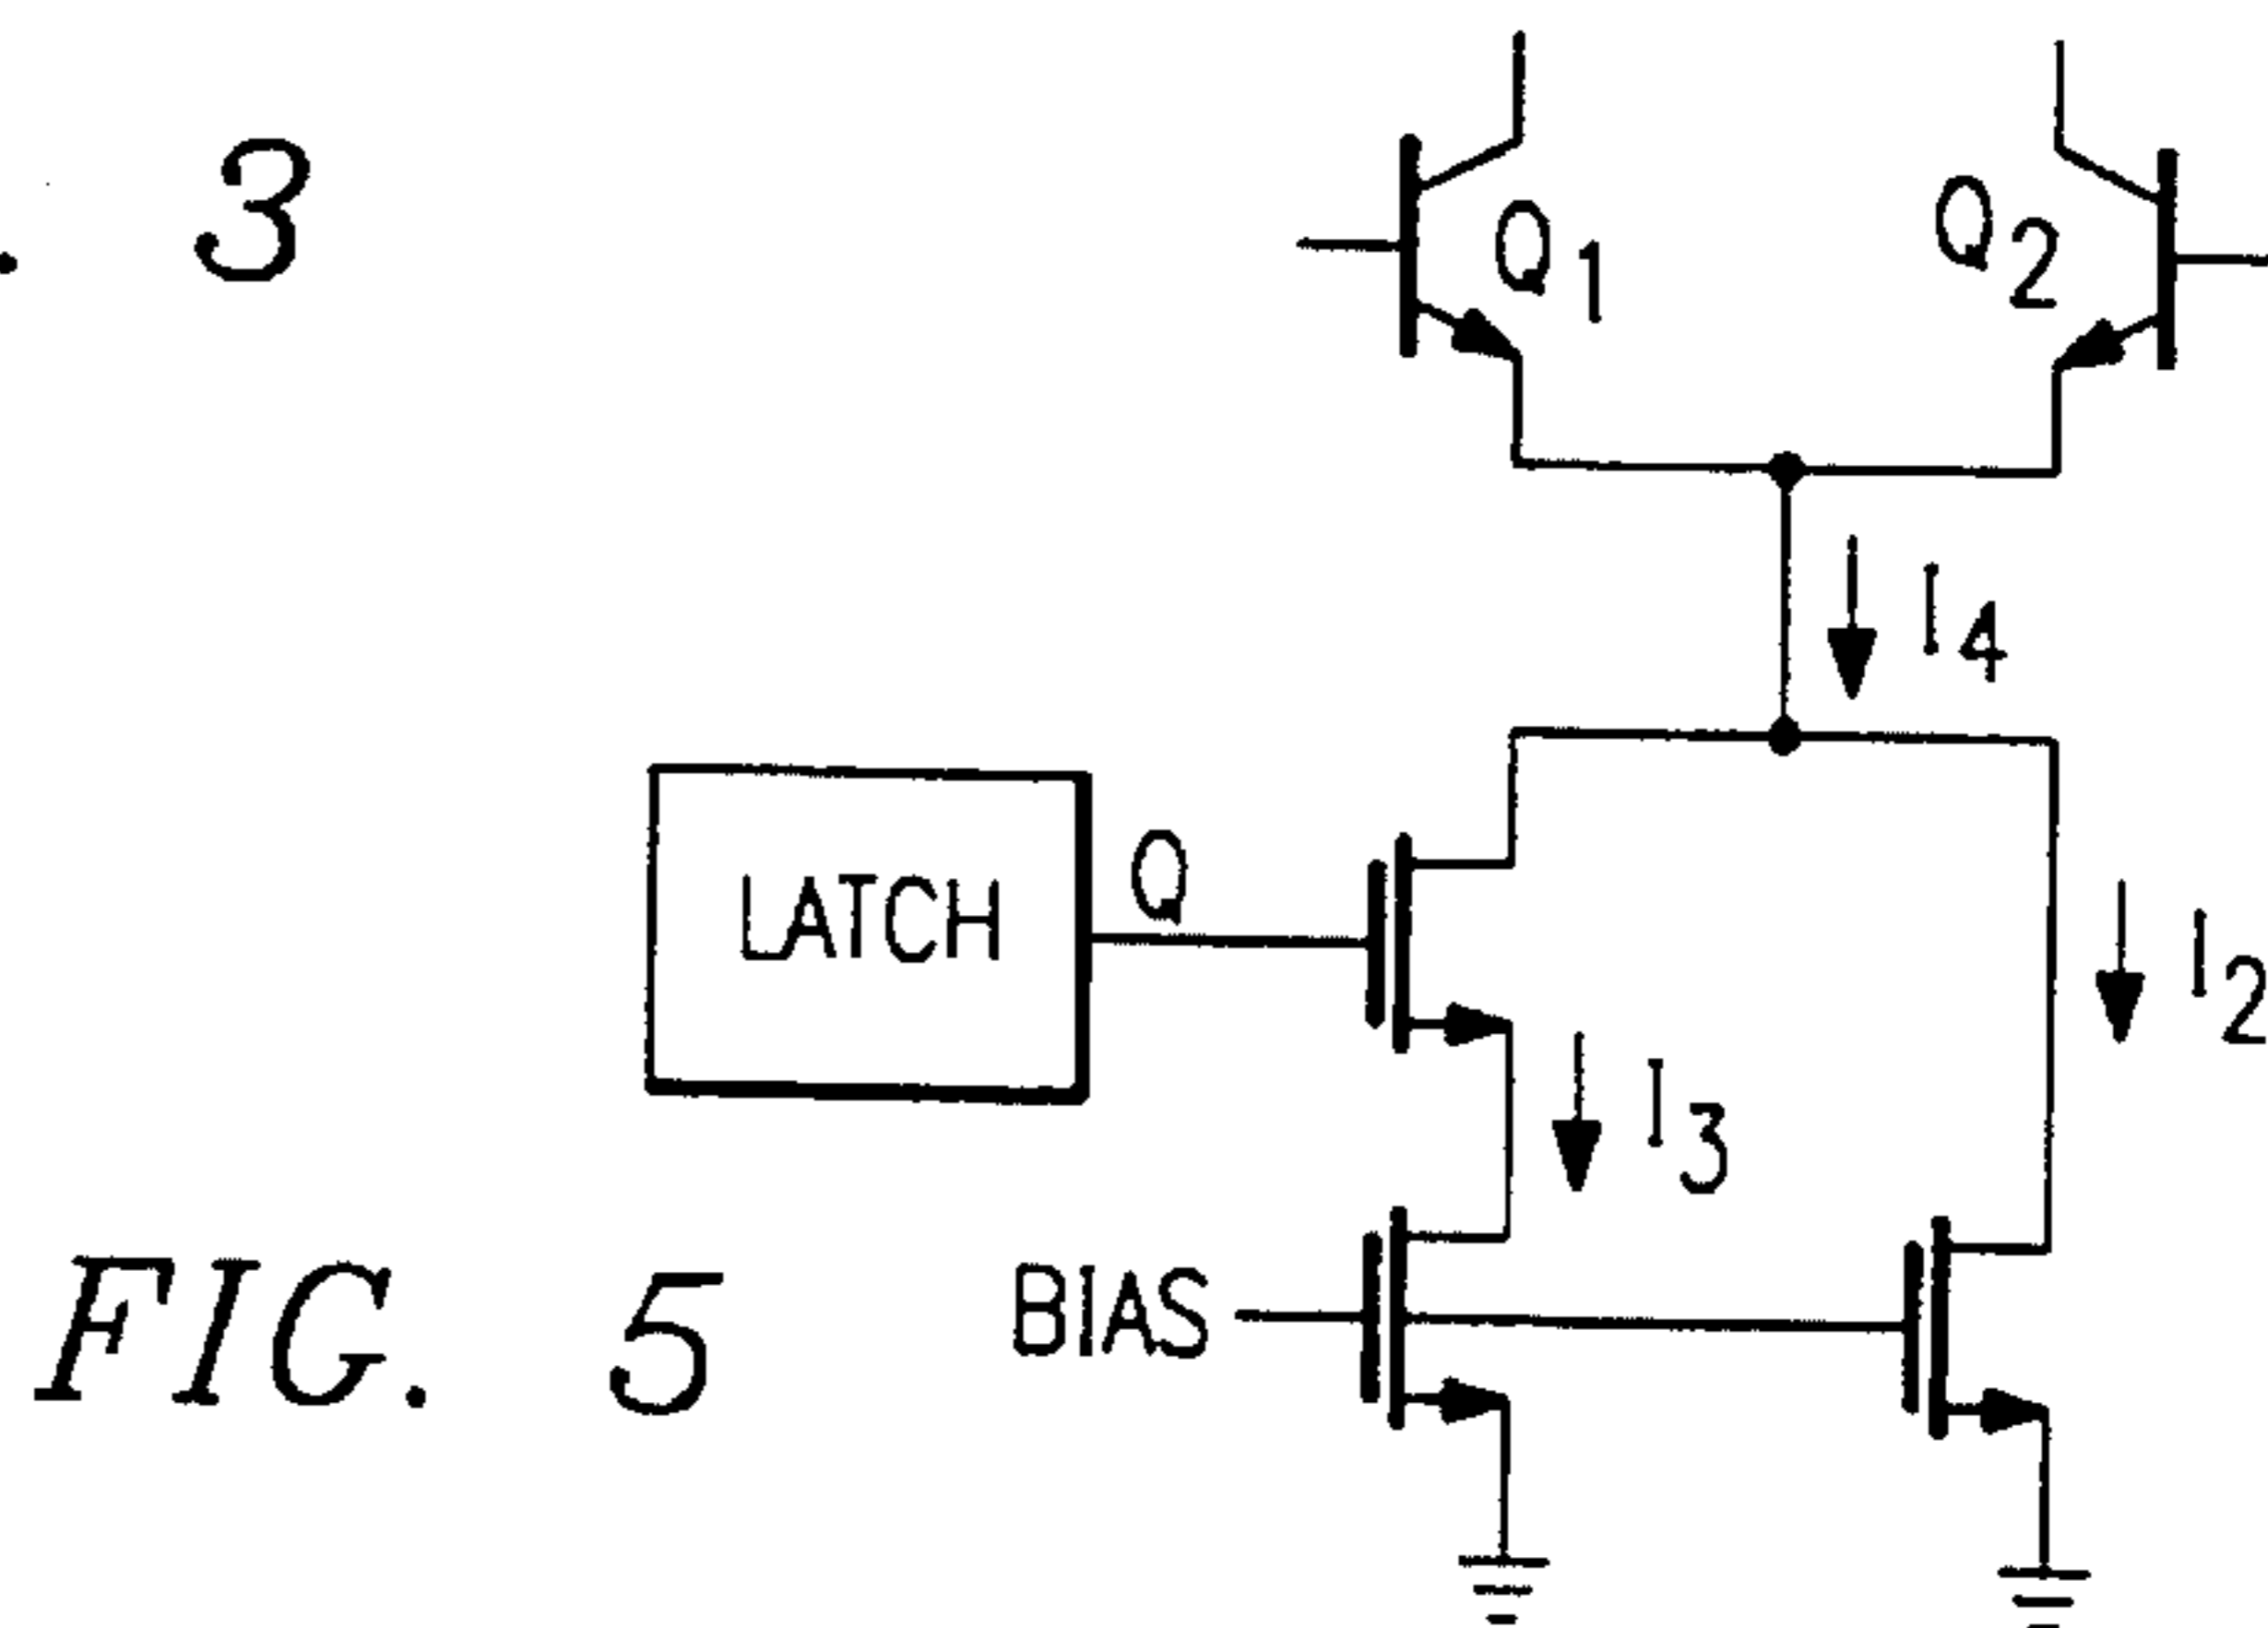 . 3
Q1
Q2
I4
LATCH
Q
I2
I3
BIAS
FIG. 5